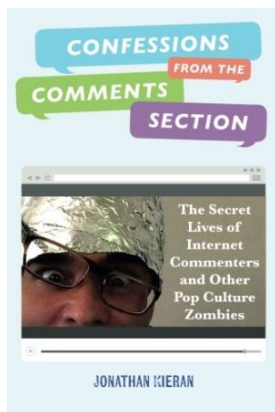 CONFESSIONS
FROM THE
COMMENTS
SECTION
The Secret
Lives of
Internet
Commenters
and Other
Pop Culture
Zombies
JONATHAN KIERAN